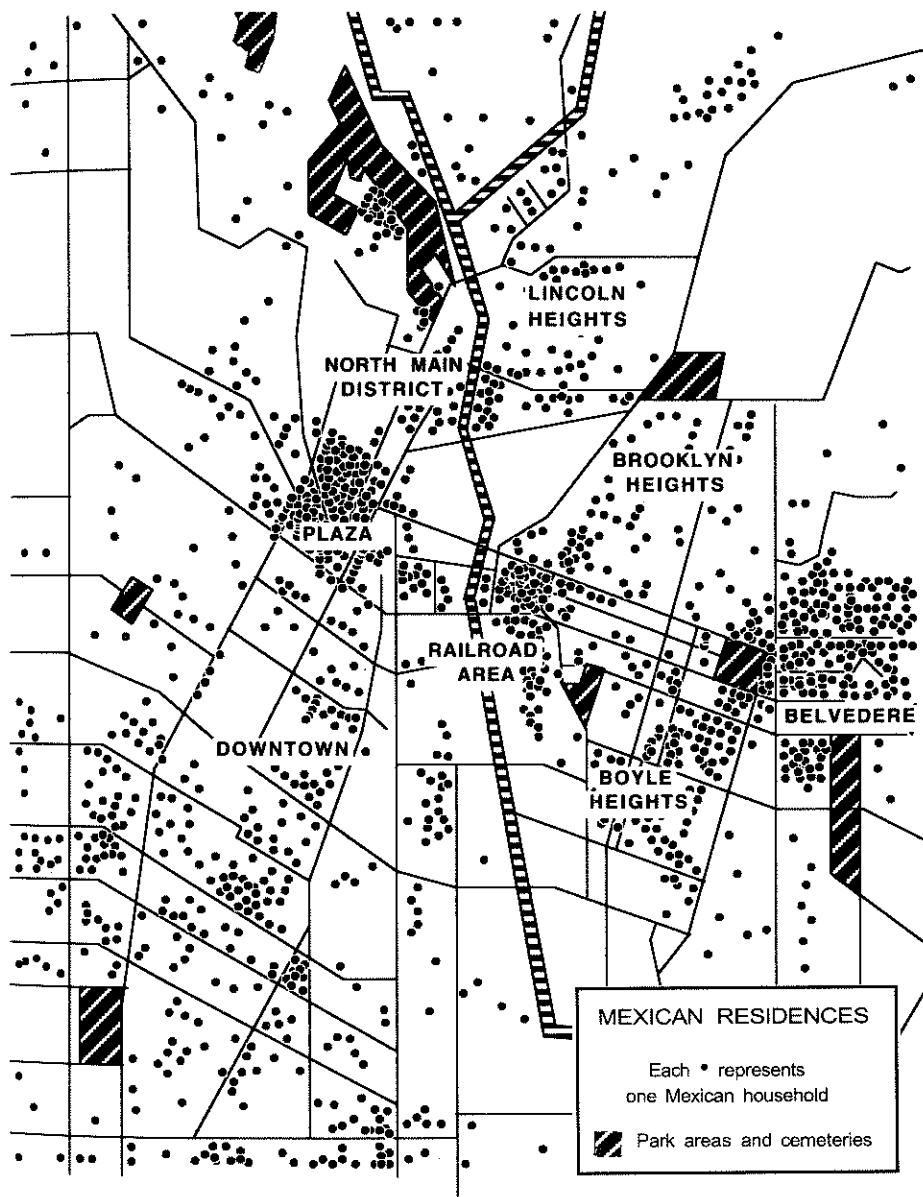 LINCOLN
HEIGHTS
NORTH MAIN
DISTRICT
BROOKLYN
HEIGHTS
PLAZA
RAILROAD
AREA
BELVEDERE
DOWNTOWN
BOYLE
HEIGHTS
MEXICAN RESIDENCES
Each • represents
one Mexican household
Park areas and cemeteries